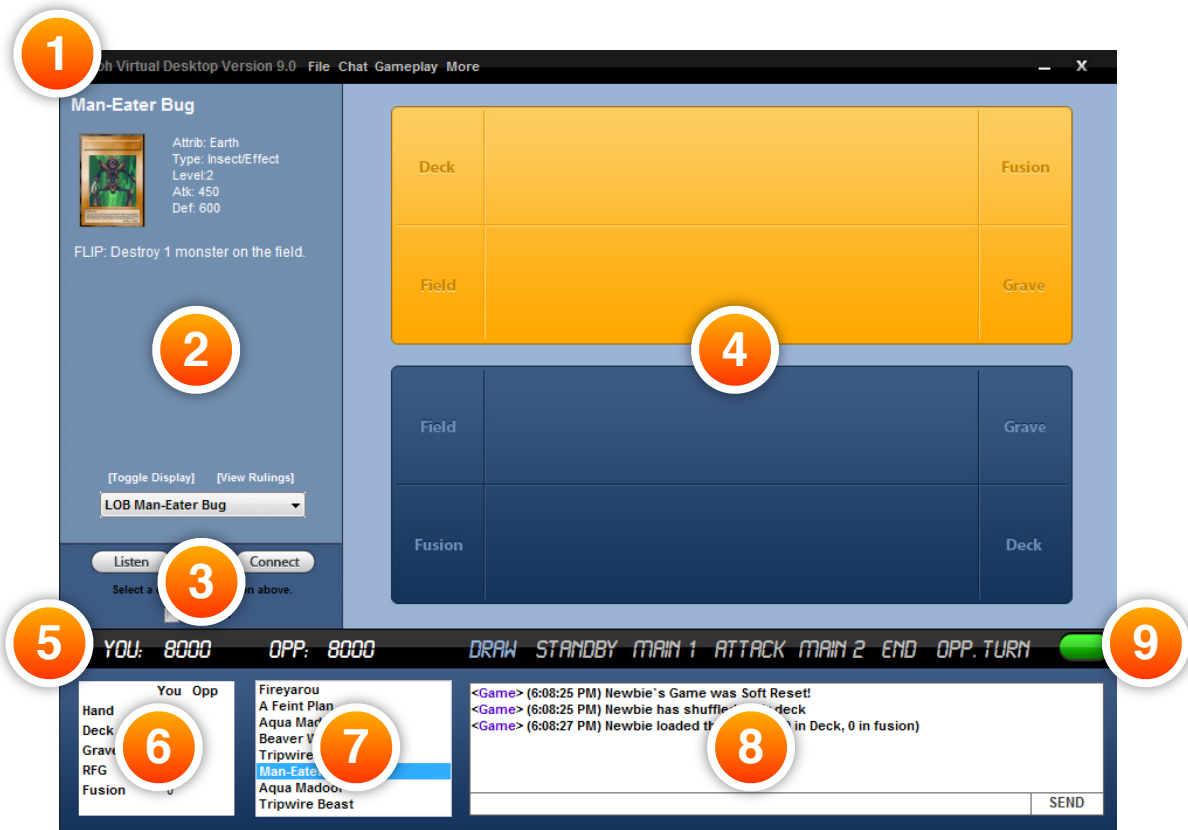 1
Virtual Desktop Version 9.0 File Chat Gameplay More
X
Man-Eater Bug
Attrib: Earth
Type: Insect/Effect
Level:2
Atk: 450
Def: 600
FLIP: Destroy 1 monster on the field.
2
[Toggle Display] [View Rulings]
LOB Man-Eater Bug
Listen Connect
3
Select a above.
Deck Fusion
Field Grave
4
Field Grave
Fusion Deck
5
YOU: 8000 OPP: 8000 DRAW STANDBY MAIN 1 ATTACK MAIN 2 END OPP. TURN
9
You Opp
Hand
Deck
Grave
RFG
Fusion
6
Fireyarou
A Feint Plan
Aqua
Beaver
Tripwire
Man-Eater
Aqua Madoor
Tripwire Beast
7
<Game> (6:08:25 PM) Newbie`s Game was Soft Reset!
<Game> (6:08:25 PM) Newbie has shuffled deck
<Game> (6:08:27 PM) Newbie loaded in Deck, 0 in fusion)
8
SEND